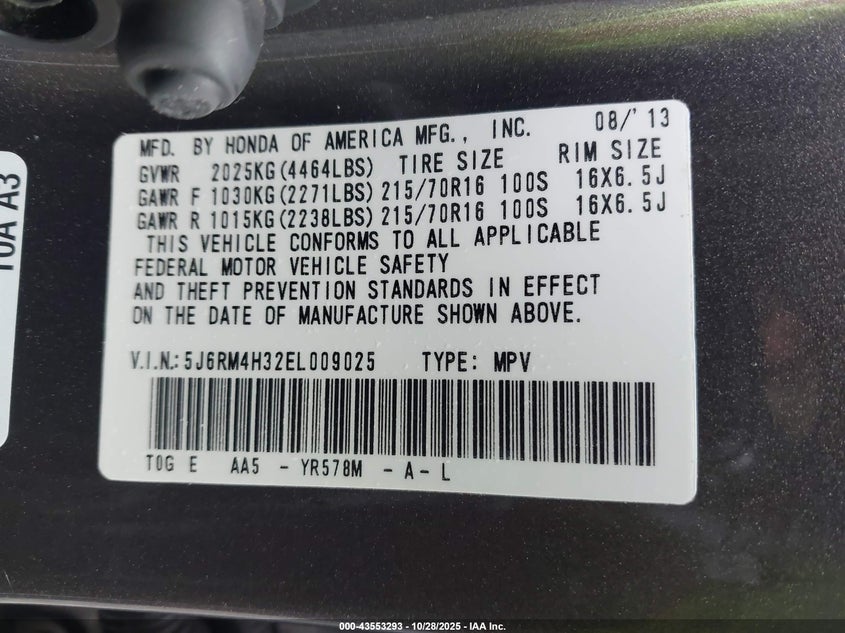 MFD. BY HONDA OF AMERICA MFG., INC. 08/'13
GVWR 2025KG(4464LBS) TIRE SIZE RIM SIZE
GAWR F 1030KG(2271LBS) 215/70R16 100S 16X6.5J
GAWR R 1015KG(2238LBS) 215/70R16 100S 16X6.5J
THIS VEHICLE CONFORMS TO ALL APPLICABLE
FEDERAL MOTOR VEHICLE SAFETY
AND THEFT PREVENTION STANDARDS IN EFFECT
ON THE DATE OF MANUFACTURE SHOWN ABOVE.
V.I.N.: 5J6RM4H32EL009025 TYPE: MPV
T0G E AA5 - YR578M - A - L
A3
000-43553293 - 10/28/2025 - IAA Inc.